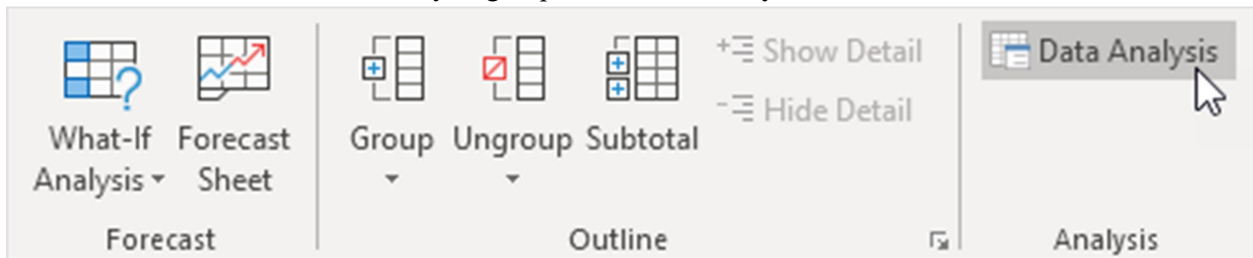 What-If Analysis
Forecast Sheet
Group
Ungroup
Subtotal
Show Detail
Hide Detail
Data Analysis
Forecast
Outline
Analysis